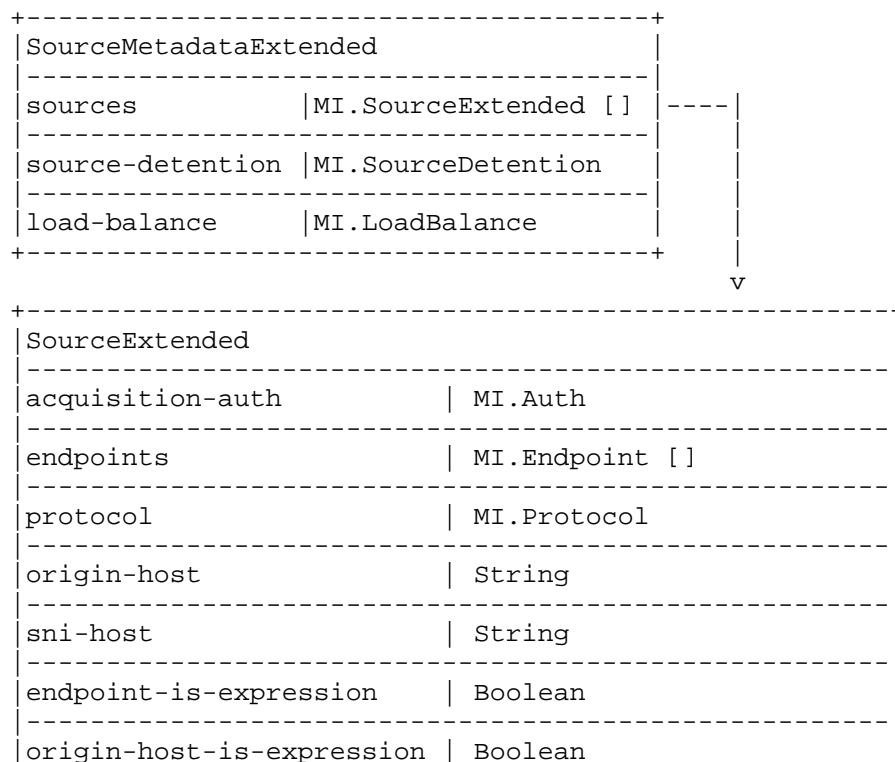 +---------------------------------------+
|SourceMetadataExtended                 |
|---------------------------------------|
|sources          |MI.SourceExtended [] |----|
|---------------------------------------|    |
|source-detention |MI.SourceDetention   |    |
|---------------------------------------|    |
|load-balance     |MI.LoadBalance       |    |
+---------------------------------------+    |
                                             v
+-------------------------------------------------------
|SourceExtended
|------------------------------------------------------
|acquisition-auth          | MI.Auth
|------------------------------------------------------
|endpoints                 | MI.Endpoint []
|------------------------------------------------------
|protocol                  | MI.Protocol
|------------------------------------------------------
|origin-host               | String
|------------------------------------------------------
|sni-host                  | String
|------------------------------------------------------
|endpoint-is-expression    | Boolean
|------------------------------------------------------
|origin-host-is-expression | Boolean